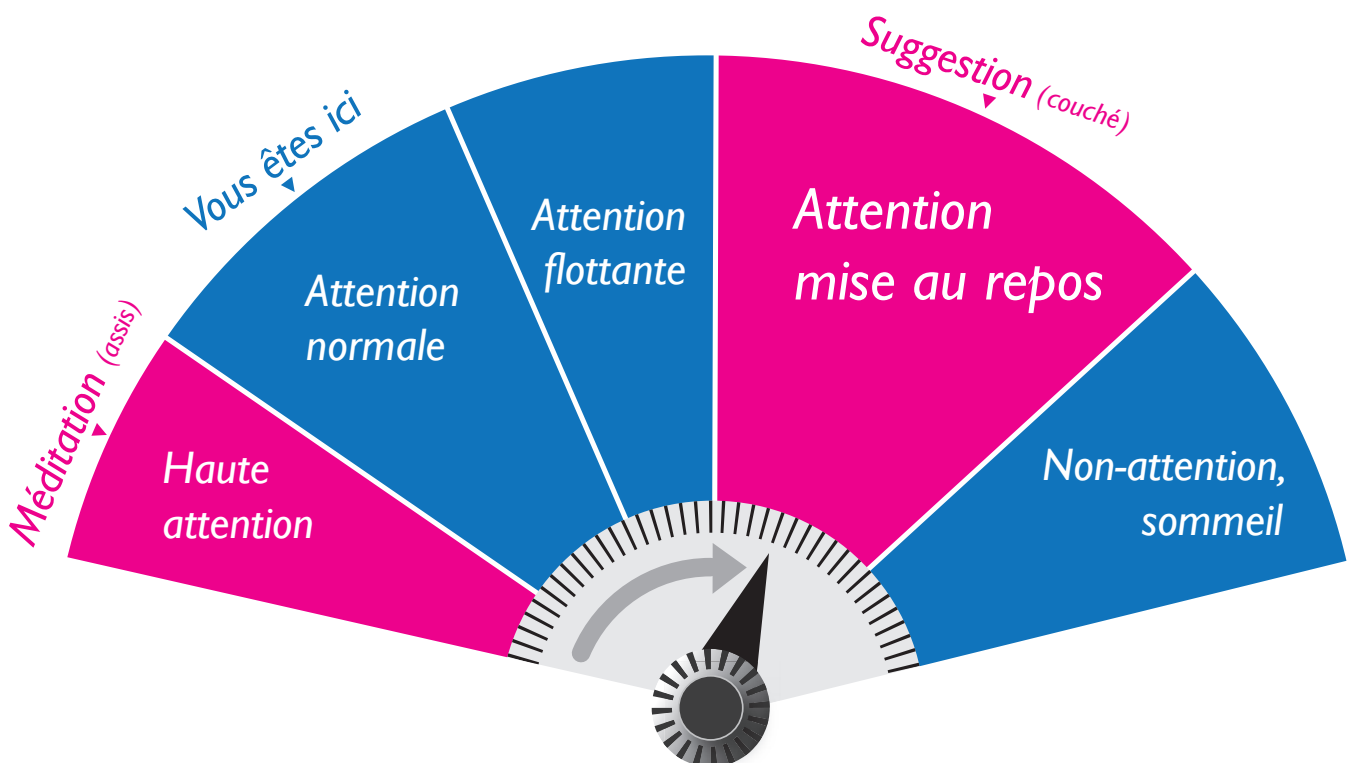 Méditation (assis)
Haute
attention
Vous êtes ici
Attention
normale
Attention
flottante
Suggestion (couché)
Attention
mise au repos
Non-attention,
sommeil